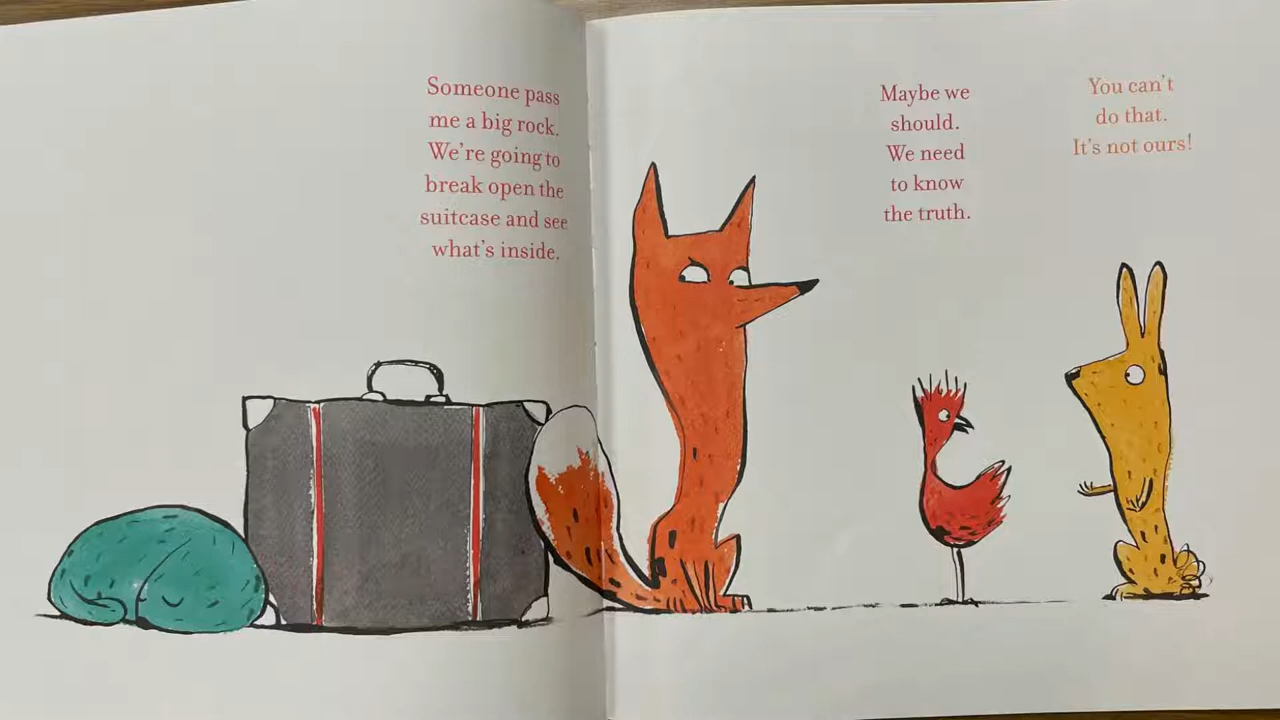 Someone pass
me a big rock.
We're going to
break open the
suitcase and see
what's inside.
Maybe we
should.
We need
to know
the truth.
You can't
do that.
It's not ours!